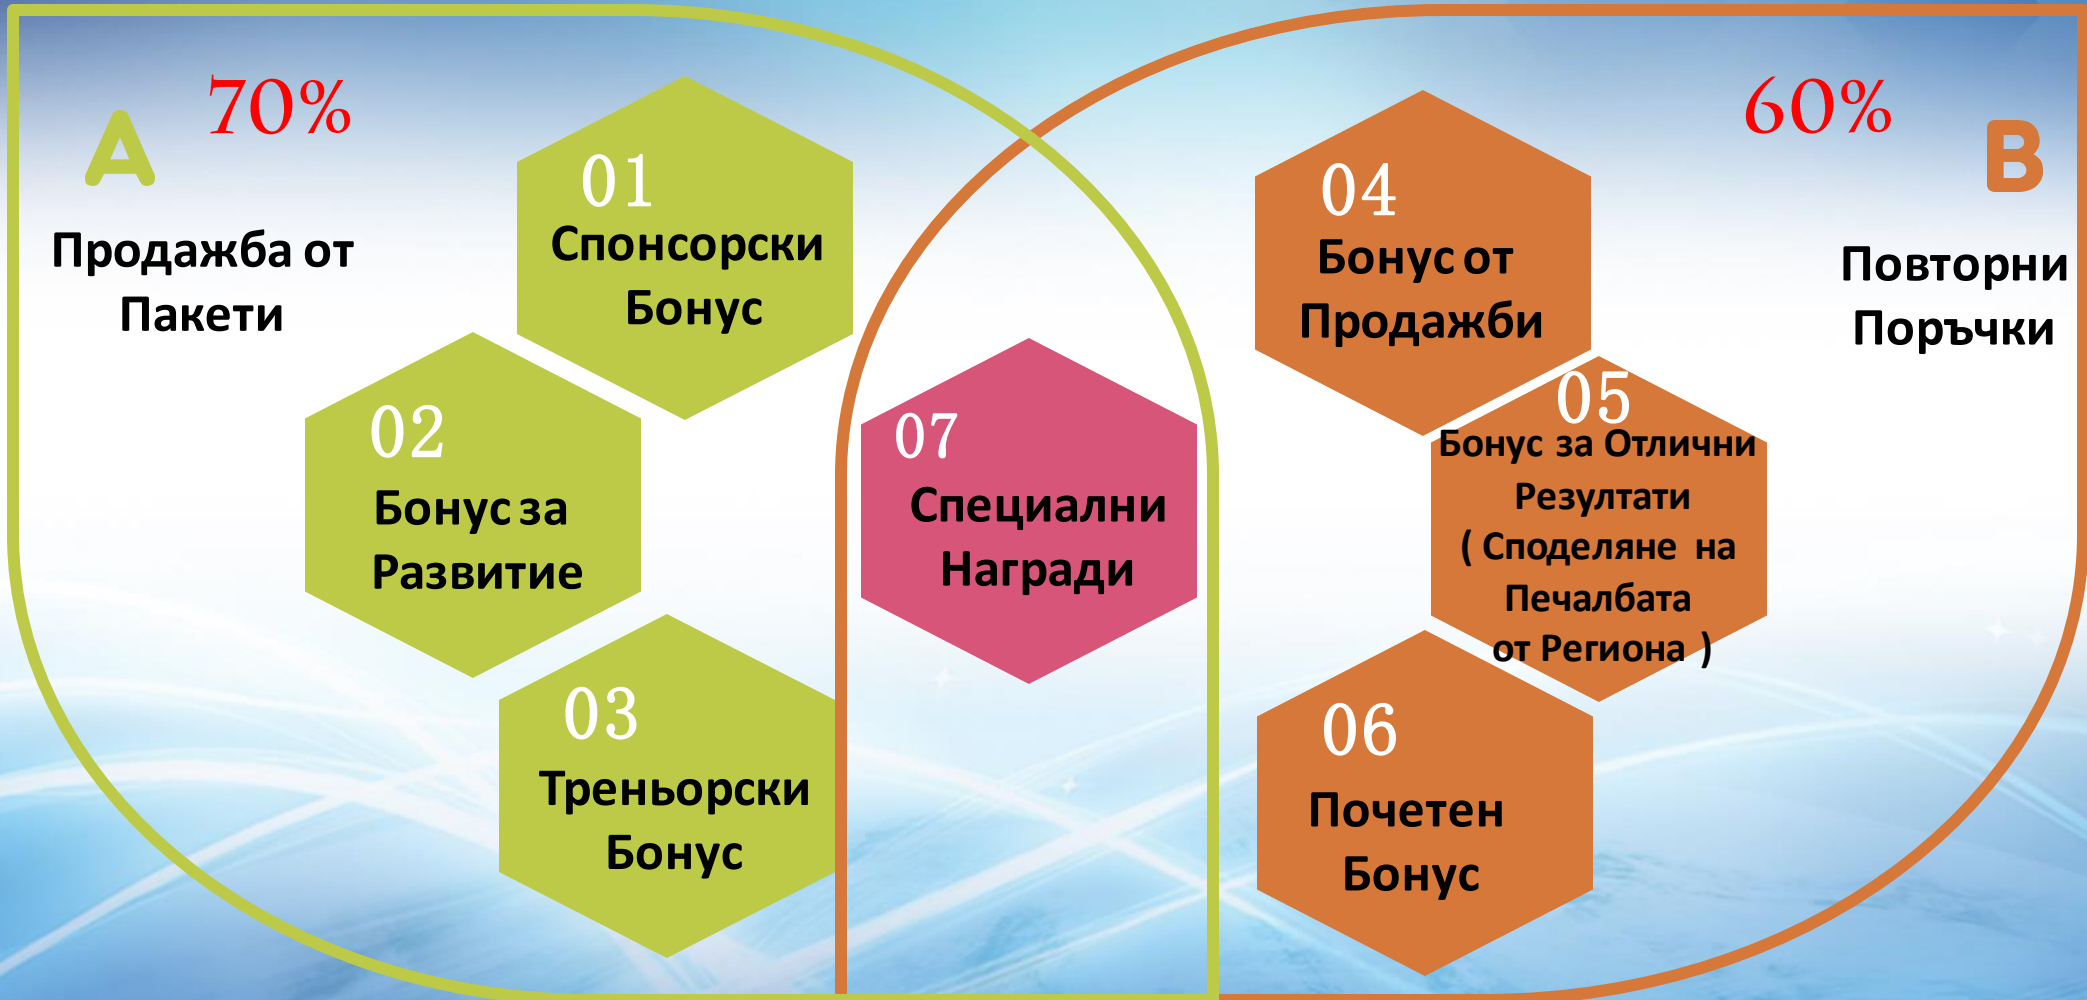 A
70%
Продажба от
Пакети
01
Спонсорски
Бонус
02
Бонус за
Развитие
03
Треньорски
Бонус
07
Специални
Награди
04
Бонус от
Продажби
05
Бонус за Отлични
Резултати
( Споделяне на
Печалбата
от Региона )
06
Почетен
Бонус
60%
B
Повторни
Поръчки